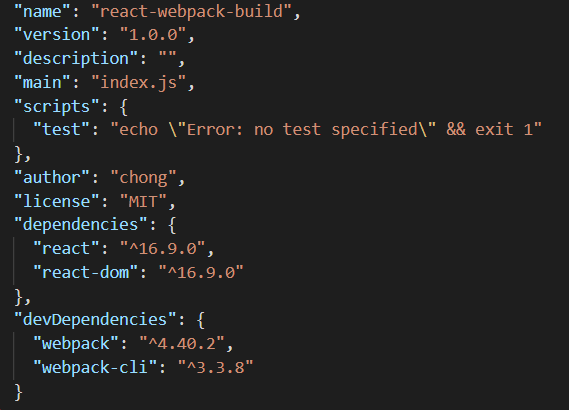 "name": "react-webpack-build",
"version": "1.0.0",
"description": "",
"main": "index.js",
"scripts": {
"test": "echo \"Error: no test specified\" && exit 1"
},
"author": "chong",
"license": "MIT",
"dependencies": {
"react": "^16.9.0",
"react-dom": "^16.9.0"
},
"devDependencies": {
"webpack": "^4.40.2",
"webpack-cli": "^3.3.8"
}